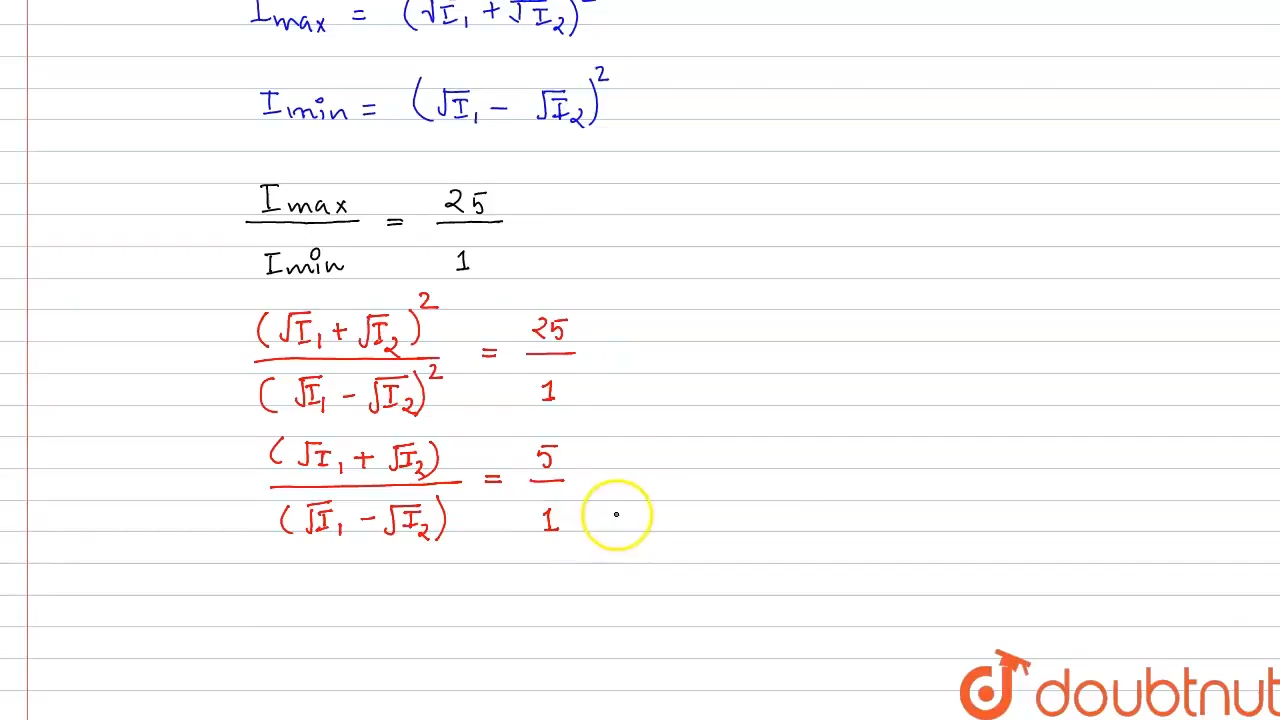 Imax = (√I₁ + √I₂)²
Imin = (√I₁ - √I₂)²
Imax / Imin = 25 / 1
(√I₁ + √I₂)² / (√I₁ - √I₂)² = 25 / 1
(√I₁ + √I₂) / (√I₁ - √I₂) = 5 / 1
doubtnut